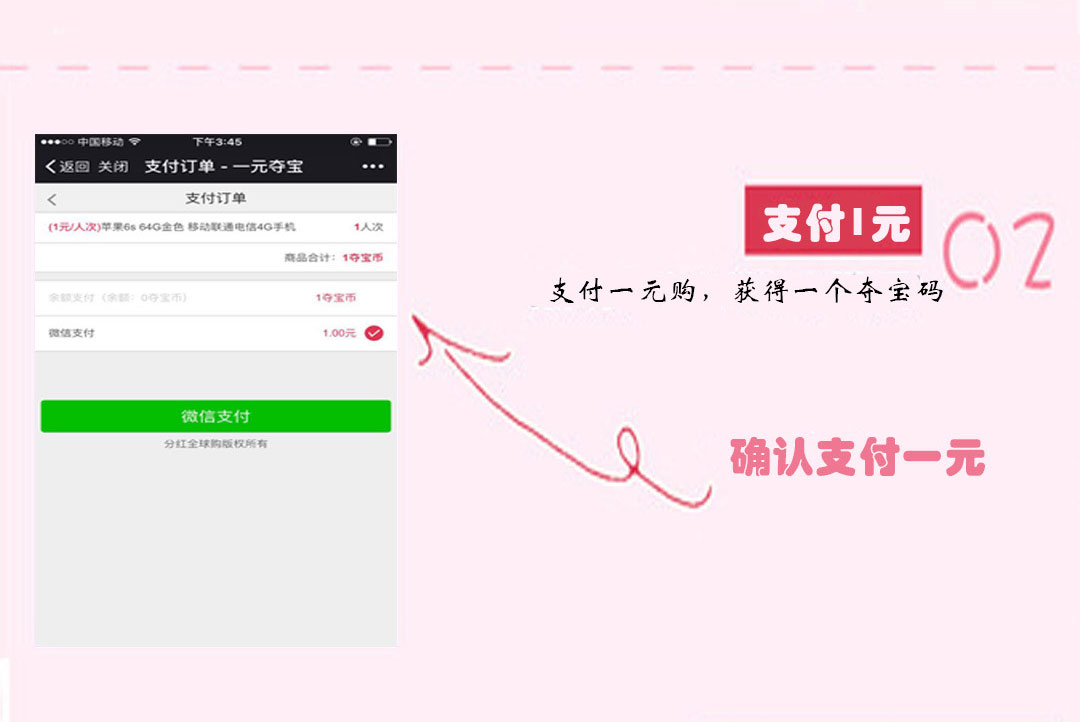 中国移动 下午3:45
返回 关闭 支付订单 - 一元夺宝
支付订单
(1元/人次)苹果6s 64G金色 移动联通电信4G手机 1人次
商品合计：1夺宝币
余额支付（余额：0夺宝币） 1夺宝币
微信支付 1.00元
微信支付
分红全球购版权所有
支付1元
02
支付一元购，获得一个夺宝码
确认支付一元